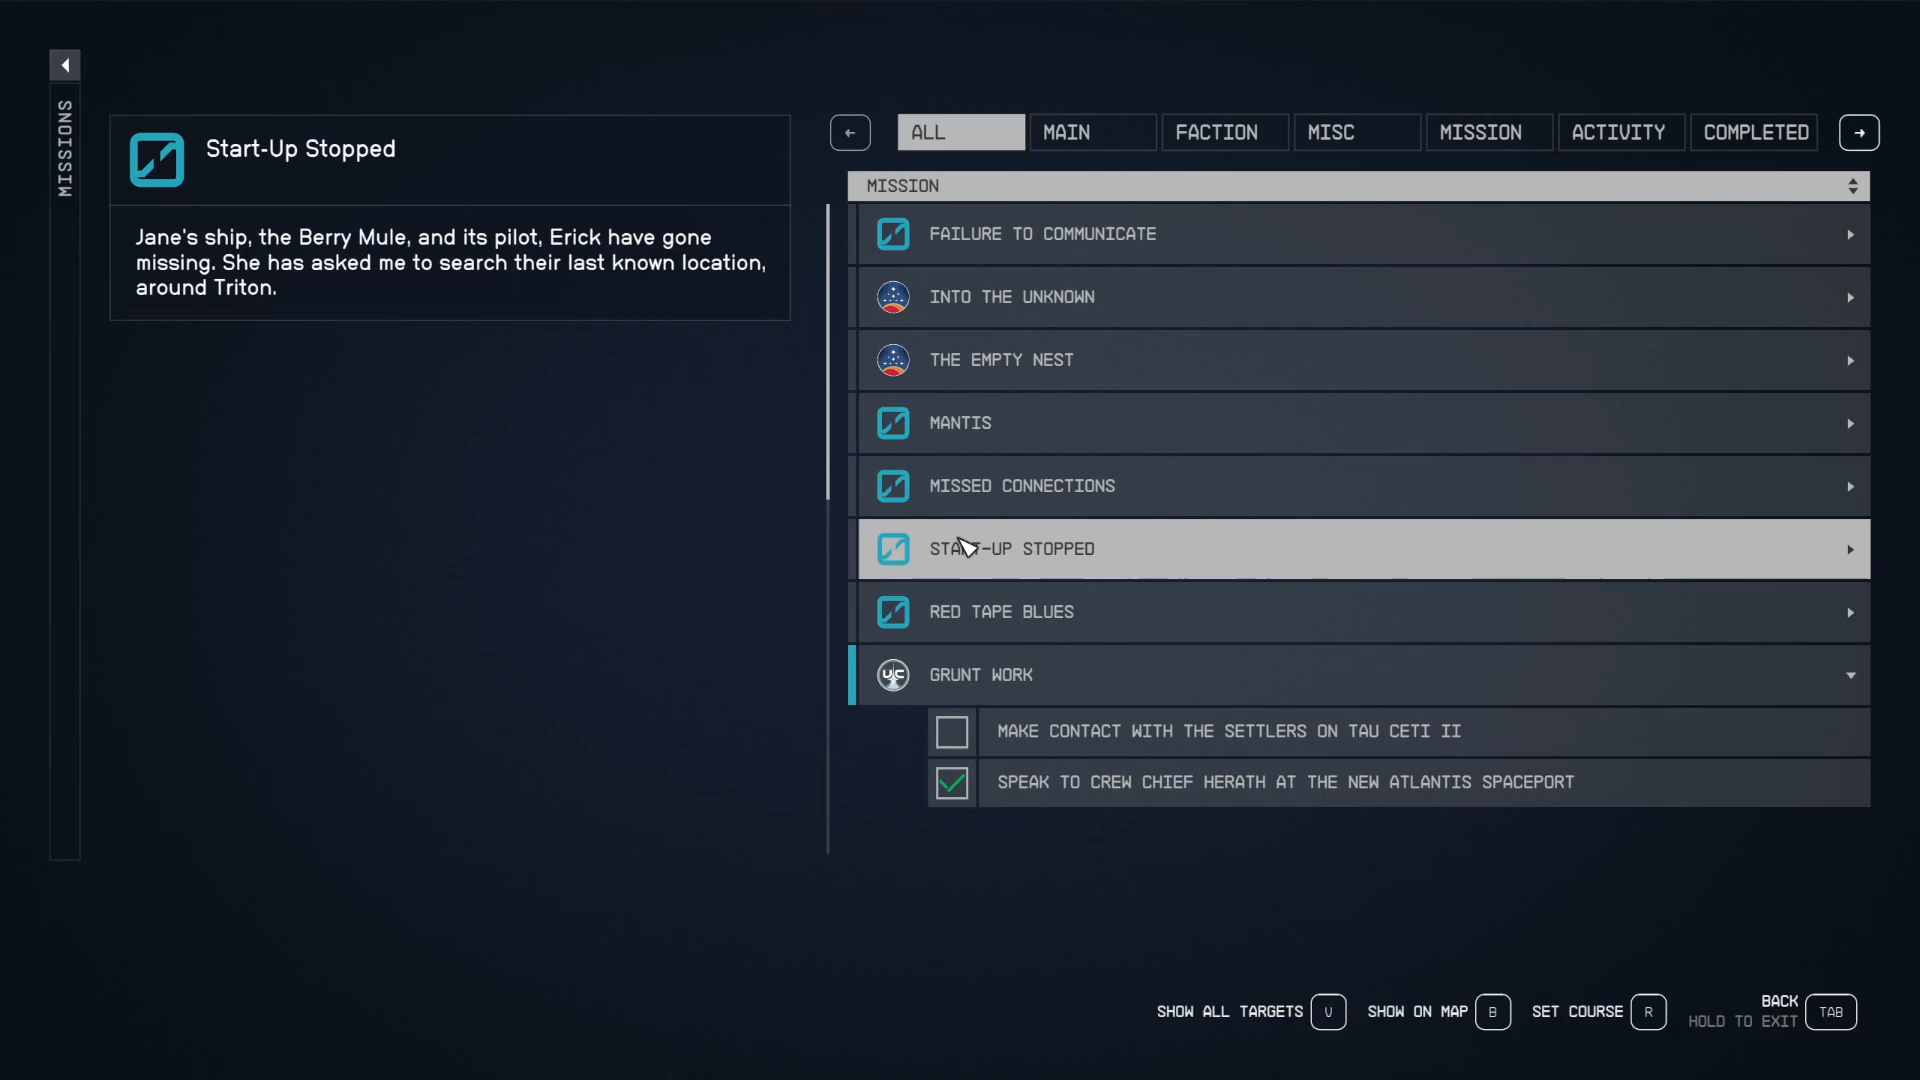 MISSIONS
Start-Up Stopped
Jane's ship, the Berry Mule, and its pilot, Erick have gone
missing. She has asked me to search their last known location,
around Triton.
ALL MAIN FACTION MISC MISSION ACTIVITY COMPLETED
MISSION
FAILURE TO COMMUNICATE
INTO THE UNKNOWN
THE EMPTY NEST
MANTIS
MISSED CONNECTIONS
START-UP STOPPED
RED TAPE BLUES
UC GRUNT WORK
MAKE CONTACT WITH THE SETTLERS ON TAU CETI II
SPEAK TO CREW CHIEF HERATH AT THE NEW ATLANTIS SPACEPORT
SHOW ALL TARGETS V SHOW ON MAP B SET COURSE R BACK TAB
HOLD TO EXIT